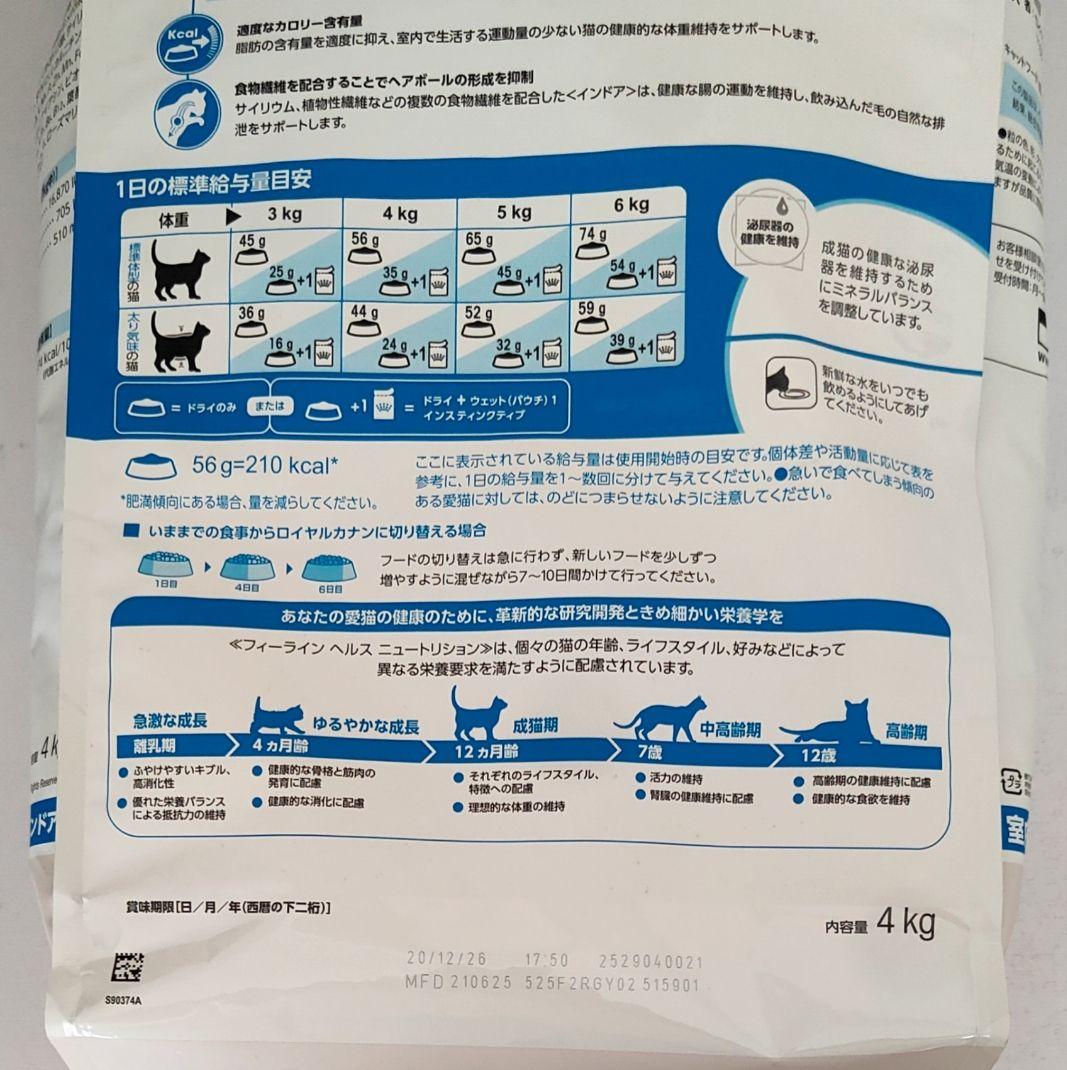 Kcal
適度なカロリー含有量
脂肪の含有量を適度に抑え、室内で生活する運動量の少ない猫の健康的な体重維持をサポートします。
食物繊維を配合することでヘアボールの形成を抑制
サイリウム、植物性繊維などの複数の食物繊維を配合した<インドア>は、健康な腸の運動を維持し、飲み込んだ毛の自然な排
泄をサポートします。
1日の標準給与量目安
体重 ▶ 3 kg 4 kg 5 kg 6 kg
標準体型の猫
45 g 56 g 65 g 74 g
25 g +1 35 g +1 45 g +1 54 g +1
太り気味の猫
36 g 44 g 52 g 59 g
16 g +1 24 g +1 32 g +1 39 g +1
= ドライのみ または +1 = ドライ + ウェット(パウチ) 1
インスティンクティブ
泌尿器の
健康を維持
成猫の健康な泌尿
器を維持するため
にミネラルバランス
を調整しています。
新鮮な水をいつでも
飲めるようにしてあげ
てください。
56g=210 kcal*
*肥満傾向にある場合、量を減らしてください。
ここに表示されている給与量は使用開始時の目安です。個体差や活動量に応じて表を
参考に、1日の給与量を1～数回に分けて与えてください。●急いで食べてしまう傾向の
ある愛猫に対しては、のどにつまらせないように注意してください。
■ いままでの食事からロイヤルカナンに切り替える場合
1日目 4日目 6日目
フードの切り替えは急に行わず、新しいフードを少しずつ
増やすように混ぜながら7～10日間かけて行ってください。
あなたの愛猫の健康のために、革新的な研究開発ときめ細かい栄養学を
≪フィーライン ヘルス ニュートリション≫は、個々の猫の年齢、ライフスタイル、好みなどによって
異なる栄養要求を満たすように配慮されています。
急激な成長 ゆるやかな成長 成猫期 中高齢期 高齢期
離乳期 4ヵ月齢 12ヵ月齢 7歳 12歳
● ふやけやすいキブル、
高消化性
● 優れた栄養バランス
による抵抗力の維持
● 健康的な骨格と筋肉の
発育に配慮
● 健康的な消化に配慮
● それぞれのライフスタイル、
特徴への配慮
● 理想的な体重の維持
● 活力の維持
● 腎臓の健康維持に配慮
● 高齢期の健康維持に配慮
● 健康的な食欲を維持
賞味期限[日／月／年(西暦の下二桁)]
内容量 4 kg
20/12/26 17:50 2529040021
MFD 210625 525F2RGY02 515901
S90374A